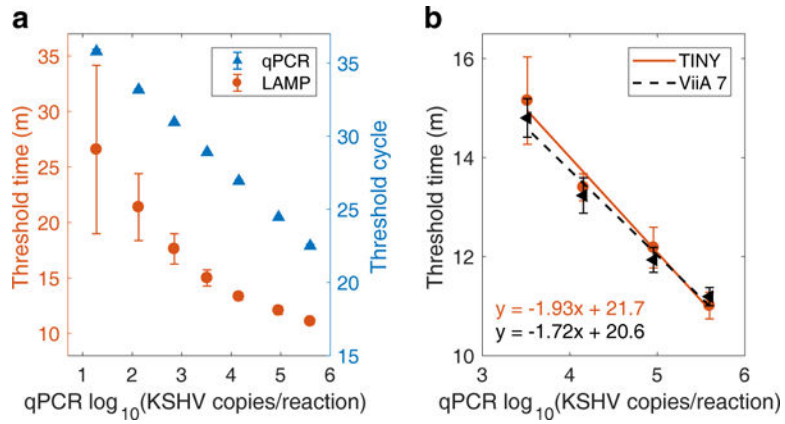 a
qPCR
LAMP
Threshold time (m)
35
30
25
20
15
10
Threshold cycle
35
30
25
20
15
1 2 3 4 5 6
qPCR log10(KSHV copies/reaction)
b
TINY
ViiA 7
Threshold time (m)
16
14
12
10
y = -1.93x + 21.7
y = -1.72x + 20.6
3 4 5 6
qPCR log10(KSHV copies/reaction)